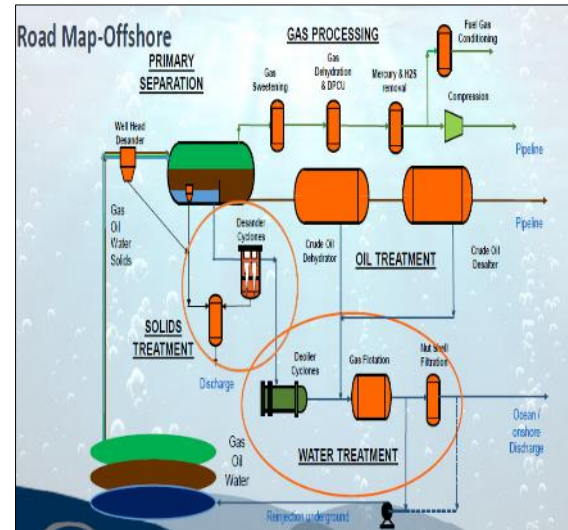 Road Map-Offshore
GAS PROCESSING
Fuel Gas
Conditioning
PRIMARY
SEPARATION
Gas
Sweetening
Gas
Dehydration
& DPCU
Mercury & H2S
removal
Compression
Well Head
Desander
Pipeline
Gas
Oil
Water
Solids
Desander
Cyclones
Crude Oil
Dehydrator
OIL TREATMENT
Crude Oil
Desalter
Pipeline
SOLIDS
TREATMENT
Discharge
Deoiler
Cyclones
Gas Flotation
Nut Shell
Filtration
Ocean /
onshore
Discharge
WATER TREATMENT
Gas
Oil
Water
Reinjection underground